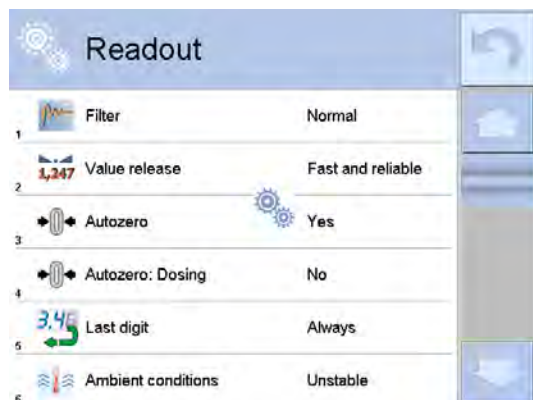 Readout
1 Filter Normal
2 1,247 Value release Fast and reliable
3 Autozero Yes
4 Autozero: Dosing No
5 3.46 Last digit Always
6 Ambient conditions Unstable